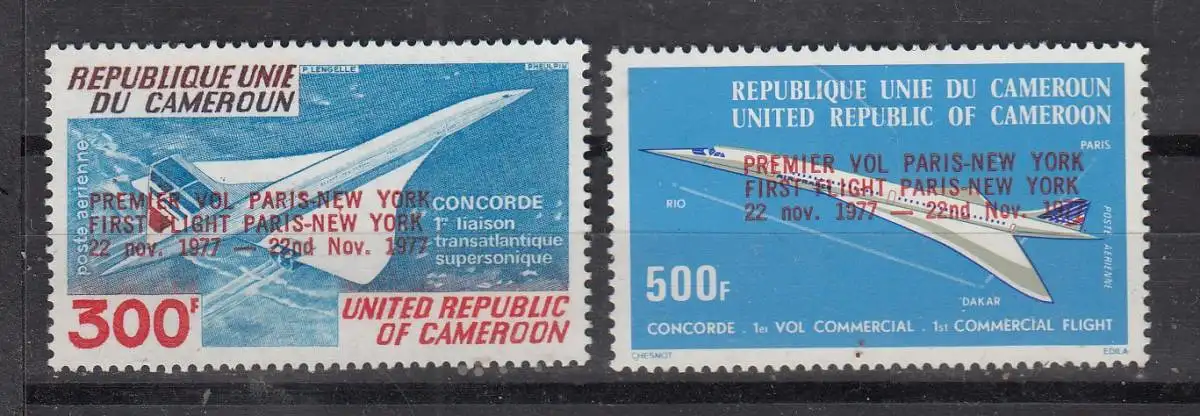 REPUBLIQUE UNIE
DU CAMEROUN
P. LENGELLE
PHEULPIN
poste aérienne
PREMIER VOL PARIS-NEW YORK
FIRST FLIGHT PARIS-NEW YORK
22 nov. 1977 — 22nd Nov. 1977
CONCORDE
1re liaison
transatlantique
supersonique
300F
UNITED REPUBLIC
OF CAMEROON
REPUBLIQUE UNIE DU CAMEROUN
UNITED REPUBLIC OF CAMEROON
PARIS
PREMIER VOL PARIS-NEW YORK
FIRST FLIGHT PARIS-NEW YORK
22 nov. 1977 — 22nd Nov. 1977
RIO
POSTE AERIENNE
500F
DAKAR
CONCORDE . 1er VOL COMMERCIAL . 1st COMMERCIAL FLIGHT
CHESNOT
EDILA